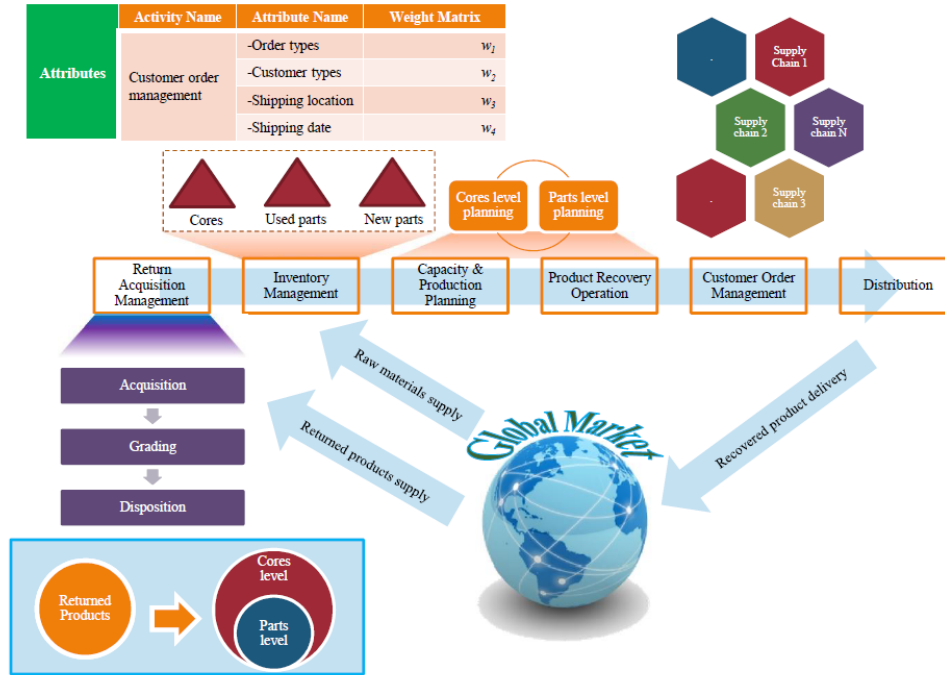 Attributes
Activity Name
Attribute Name
Weight Matrix
Customer order
management
-Order types
w1
-Customer types
w2
-Shipping location
w3
-Shipping date
w4
.
Supply
Chain 1
Supply
chain 2
Supply
chain N
.
Supply
chain 3
Cores
Used parts
New parts
Cores level
planning
Parts level
planning
Return
Acquisition
Management
Inventory
Management
Capacity &
Production
Planning
Product Recovery
Operation
Customer Order
Management
Distribution
Acquisition
Grading
Disposition
Raw materials supply
Returned products supply
Global Market
Recovered product delivery
Returned
Products
Cores
level
Parts
level